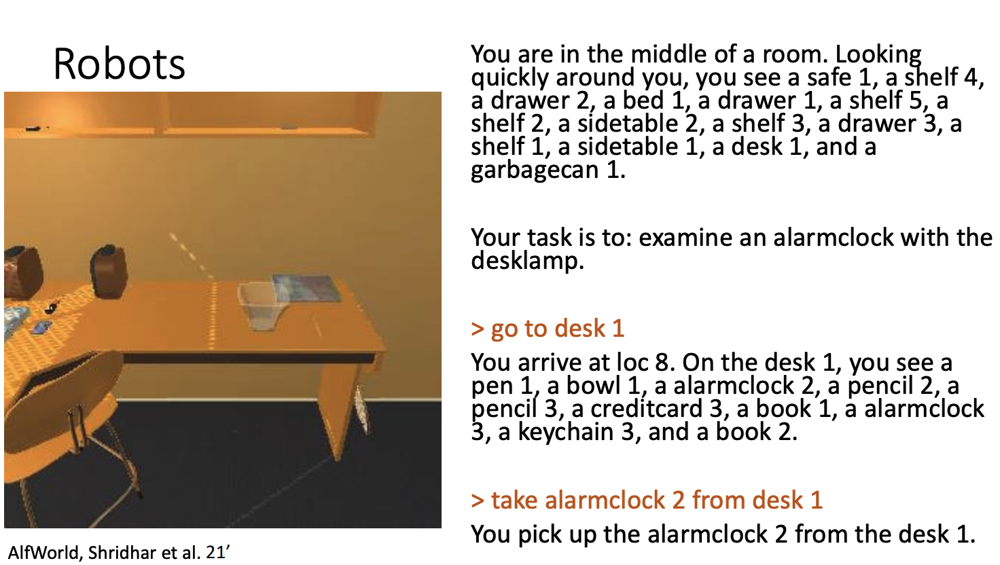 Robots
You are in the middle of a room. Looking
quickly around you, you see a safe 1, a shelf 4,
a drawer 2, a bed 1, a drawer 1, a shelf 5, a
shelf 2, a sidetable 2, a shelf 3, a drawer 3, a
shelf 1, a sidetable 1, a desk 1, and a
garbagecan 1.
Your task is to: examine an alarmclock with the
desklamp.
> go to desk 1
You arrive at loc 8. On the desk 1, you see a
pen 1, a bowl 1, a alarmclock 2, a pencil 2, a
pencil 3, a creditcard 3, a book 1, a alarmclock
3, a keychain 3, and a book 2.
> take alarmclock 2 from desk 1
You pick up the alarmclock 2 from the desk 1.
AlfWorld, Shridhar et al. 21’